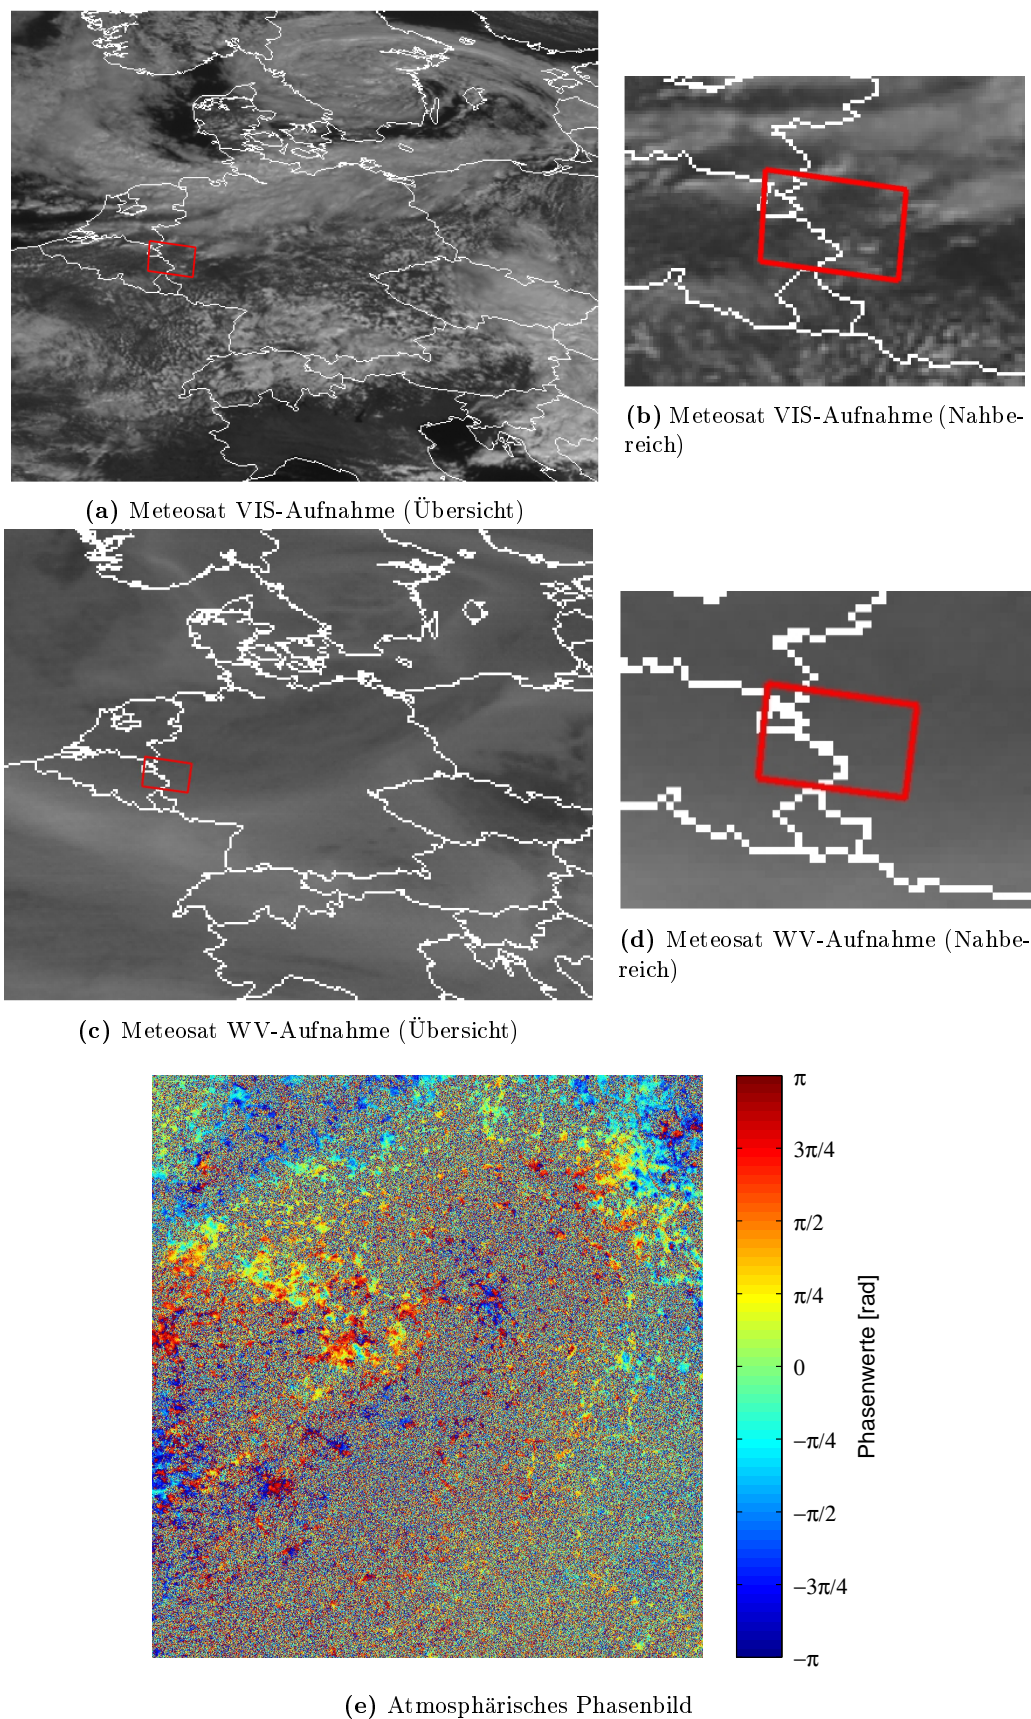 (b) Meteosat VIS-Aufnahme (Nahbe-
reich)
(a) Meteosat VIS-Aufnahme (Übersicht)
(d) Meteosat WV-Aufnahme (Nahbe-
reich)
(c) Meteosat WV-Aufnahme (Übersicht)
π
3π/4
π/2
π/4
0
−π/4
−π/2
−3π/4
−π
Phasenwerte [rad]
(e) Atmosphärisches Phasenbild